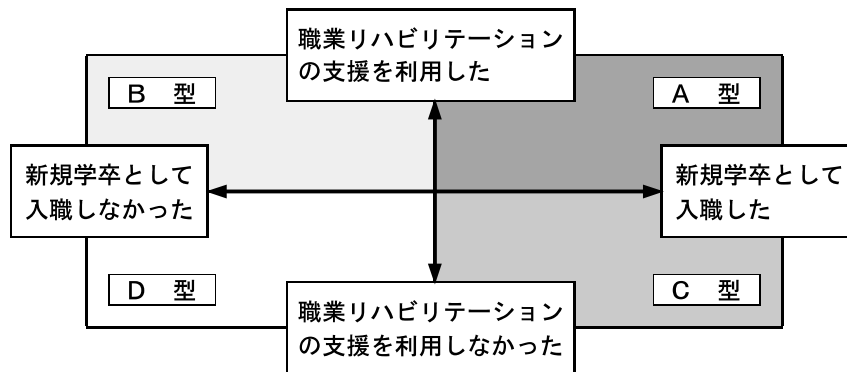 職業リハビリテーション
の支援を利用した
B 型
A 型
新規学卒として
入職しなかった
新規学卒として
入職した
D 型
C 型
職業リハビリテーション
の支援を利用しなかった